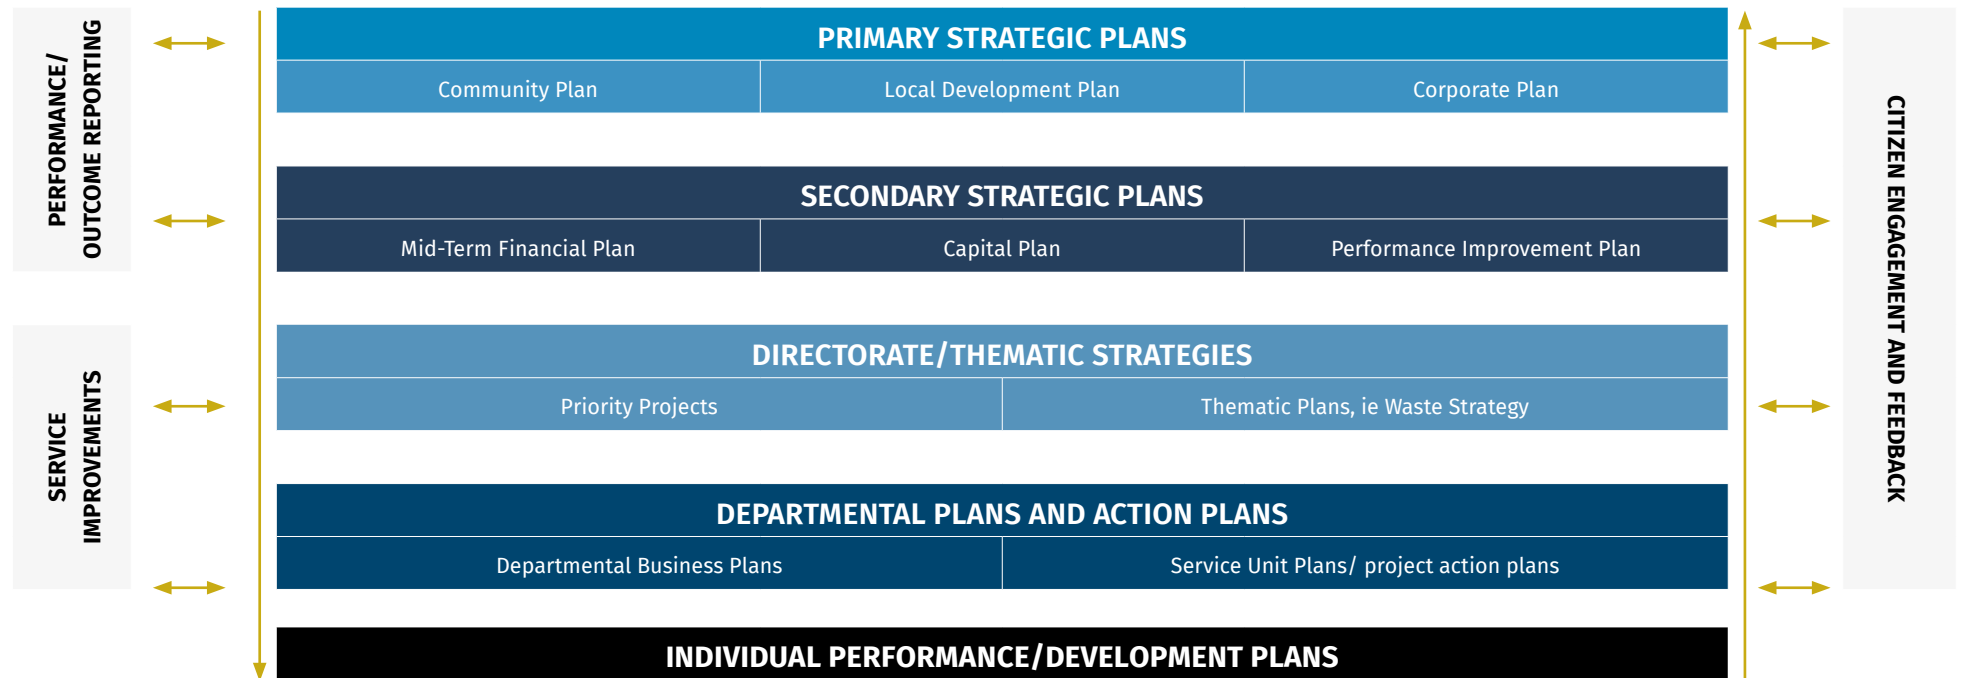 PERFORMANCE/
OUTCOME REPORTING
SERVICE
IMPROVEMENTS
PRIMARY STRATEGIC PLANS
Community Plan
Local Development Plan
Corporate Plan
SECONDARY STRATEGIC PLANS
Mid-Term Financial Plan
Capital Plan
Performance Improvement Plan
DIRECTORATE/THEMATIC STRATEGIES
Priority Projects
Thematic Plans, ie Waste Strategy
DEPARTMENTAL PLANS AND ACTION PLANS
Departmental Business Plans
Service Unit Plans/ project action plans
INDIVIDUAL PERFORMANCE/DEVELOPMENT PLANS
CITIZEN ENGAGEMENT AND FEEDBACK